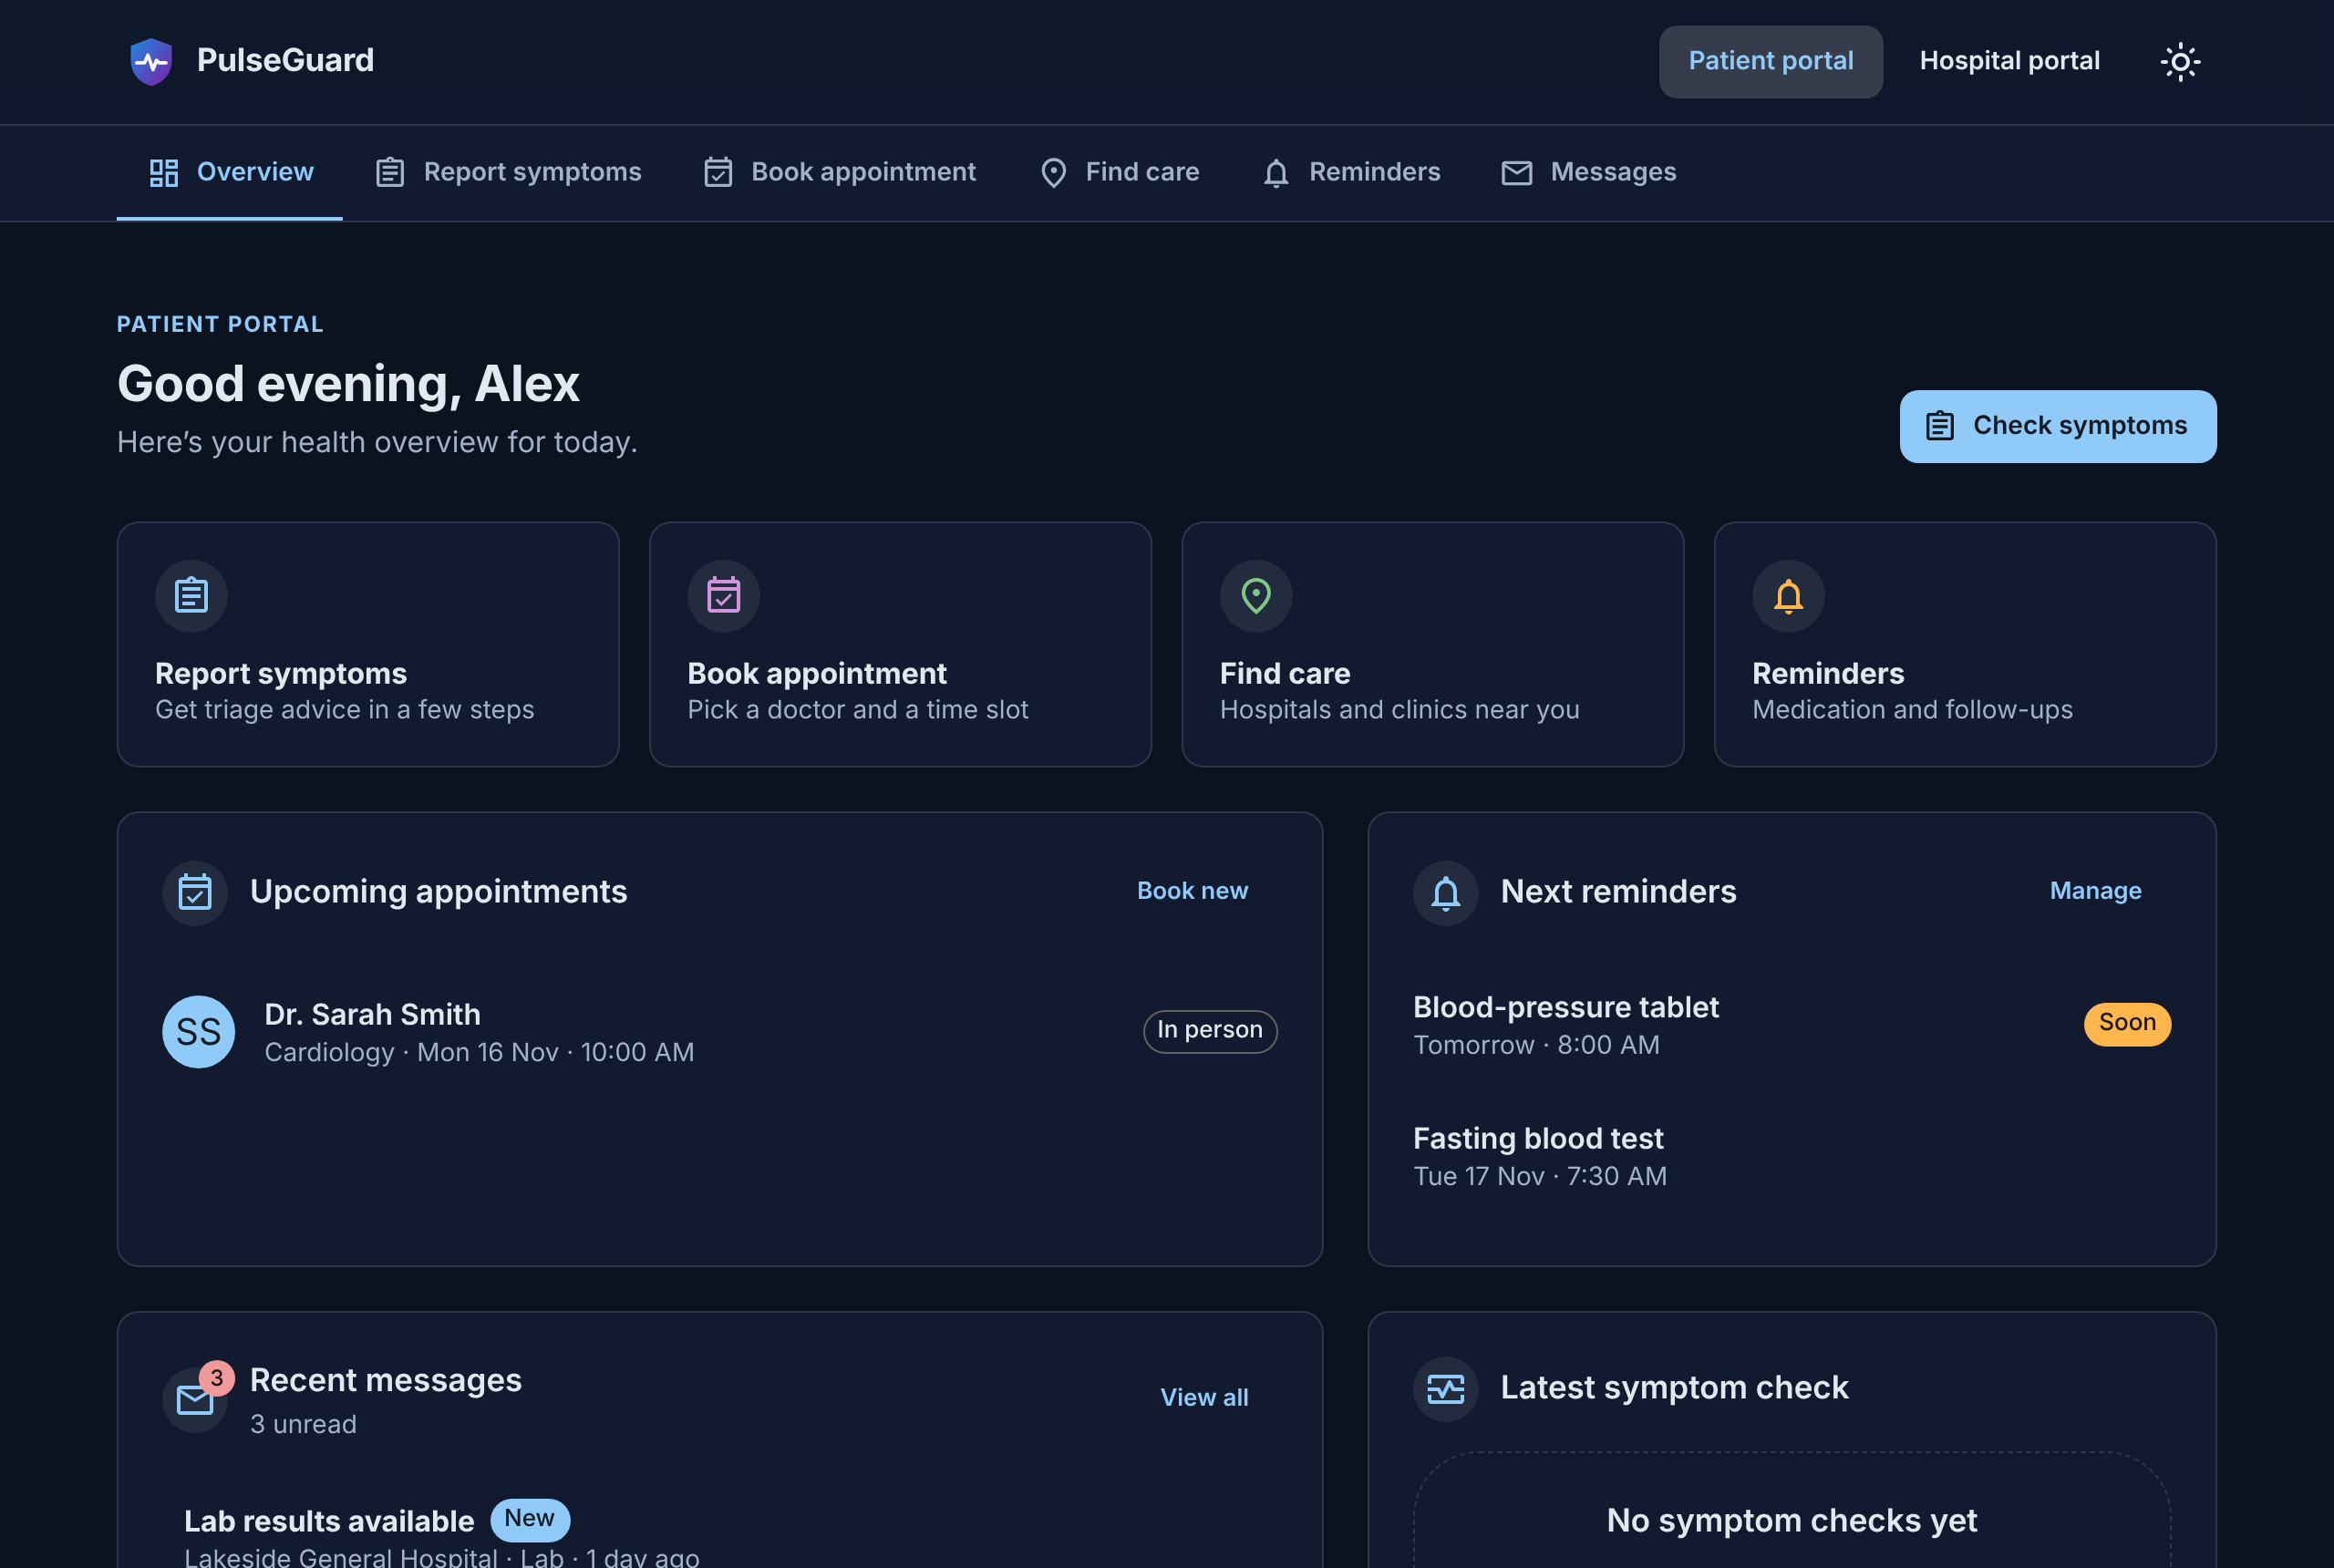 PulseGuard
Patient portal
Hospital portal
Overview
Report symptoms
Book appointment
Find care
Reminders
Messages
PATIENT PORTAL
Good evening, Alex
Here’s your health overview for today.
Check symptoms
Report symptoms
Get triage advice in a few steps
Book appointment
Pick a doctor and a time slot
Find care
Hospitals and clinics near you
Reminders
Medication and follow-ups
Upcoming appointments
Book new
SS
Dr. Sarah Smith
Cardiology · Mon 16 Nov · 10:00 AM
In person
Next reminders
Manage
Blood-pressure tablet
Tomorrow · 8:00 AM
Soon
Fasting blood test
Tue 17 Nov · 7:30 AM
3
Recent messages
3 unread
View all
Lab results available
New
Lakeside General Hospital · Lab · 1 day ago
Latest symptom check
No symptom checks yet